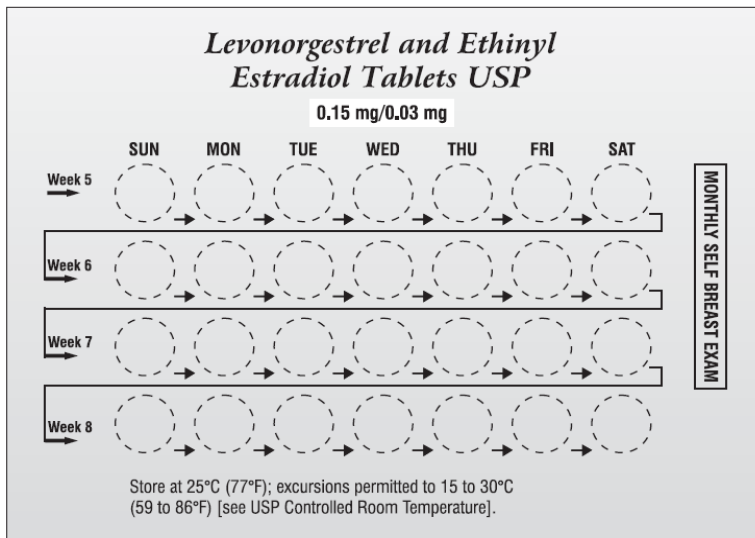 Levonorgestrel and Ethinyl
Estradiol Tablets USP
0.15 mg/0.03 mg
SUN MON TUE WED THU FRI SAT
Week 5
Week 6
Week 7
Week 8
MONTHLY SELF BREAST EXAM
Store at 25°C (77°F); excursions permitted to 15 to 30°C
(59 to 86°F) [see USP Controlled Room Temperature].